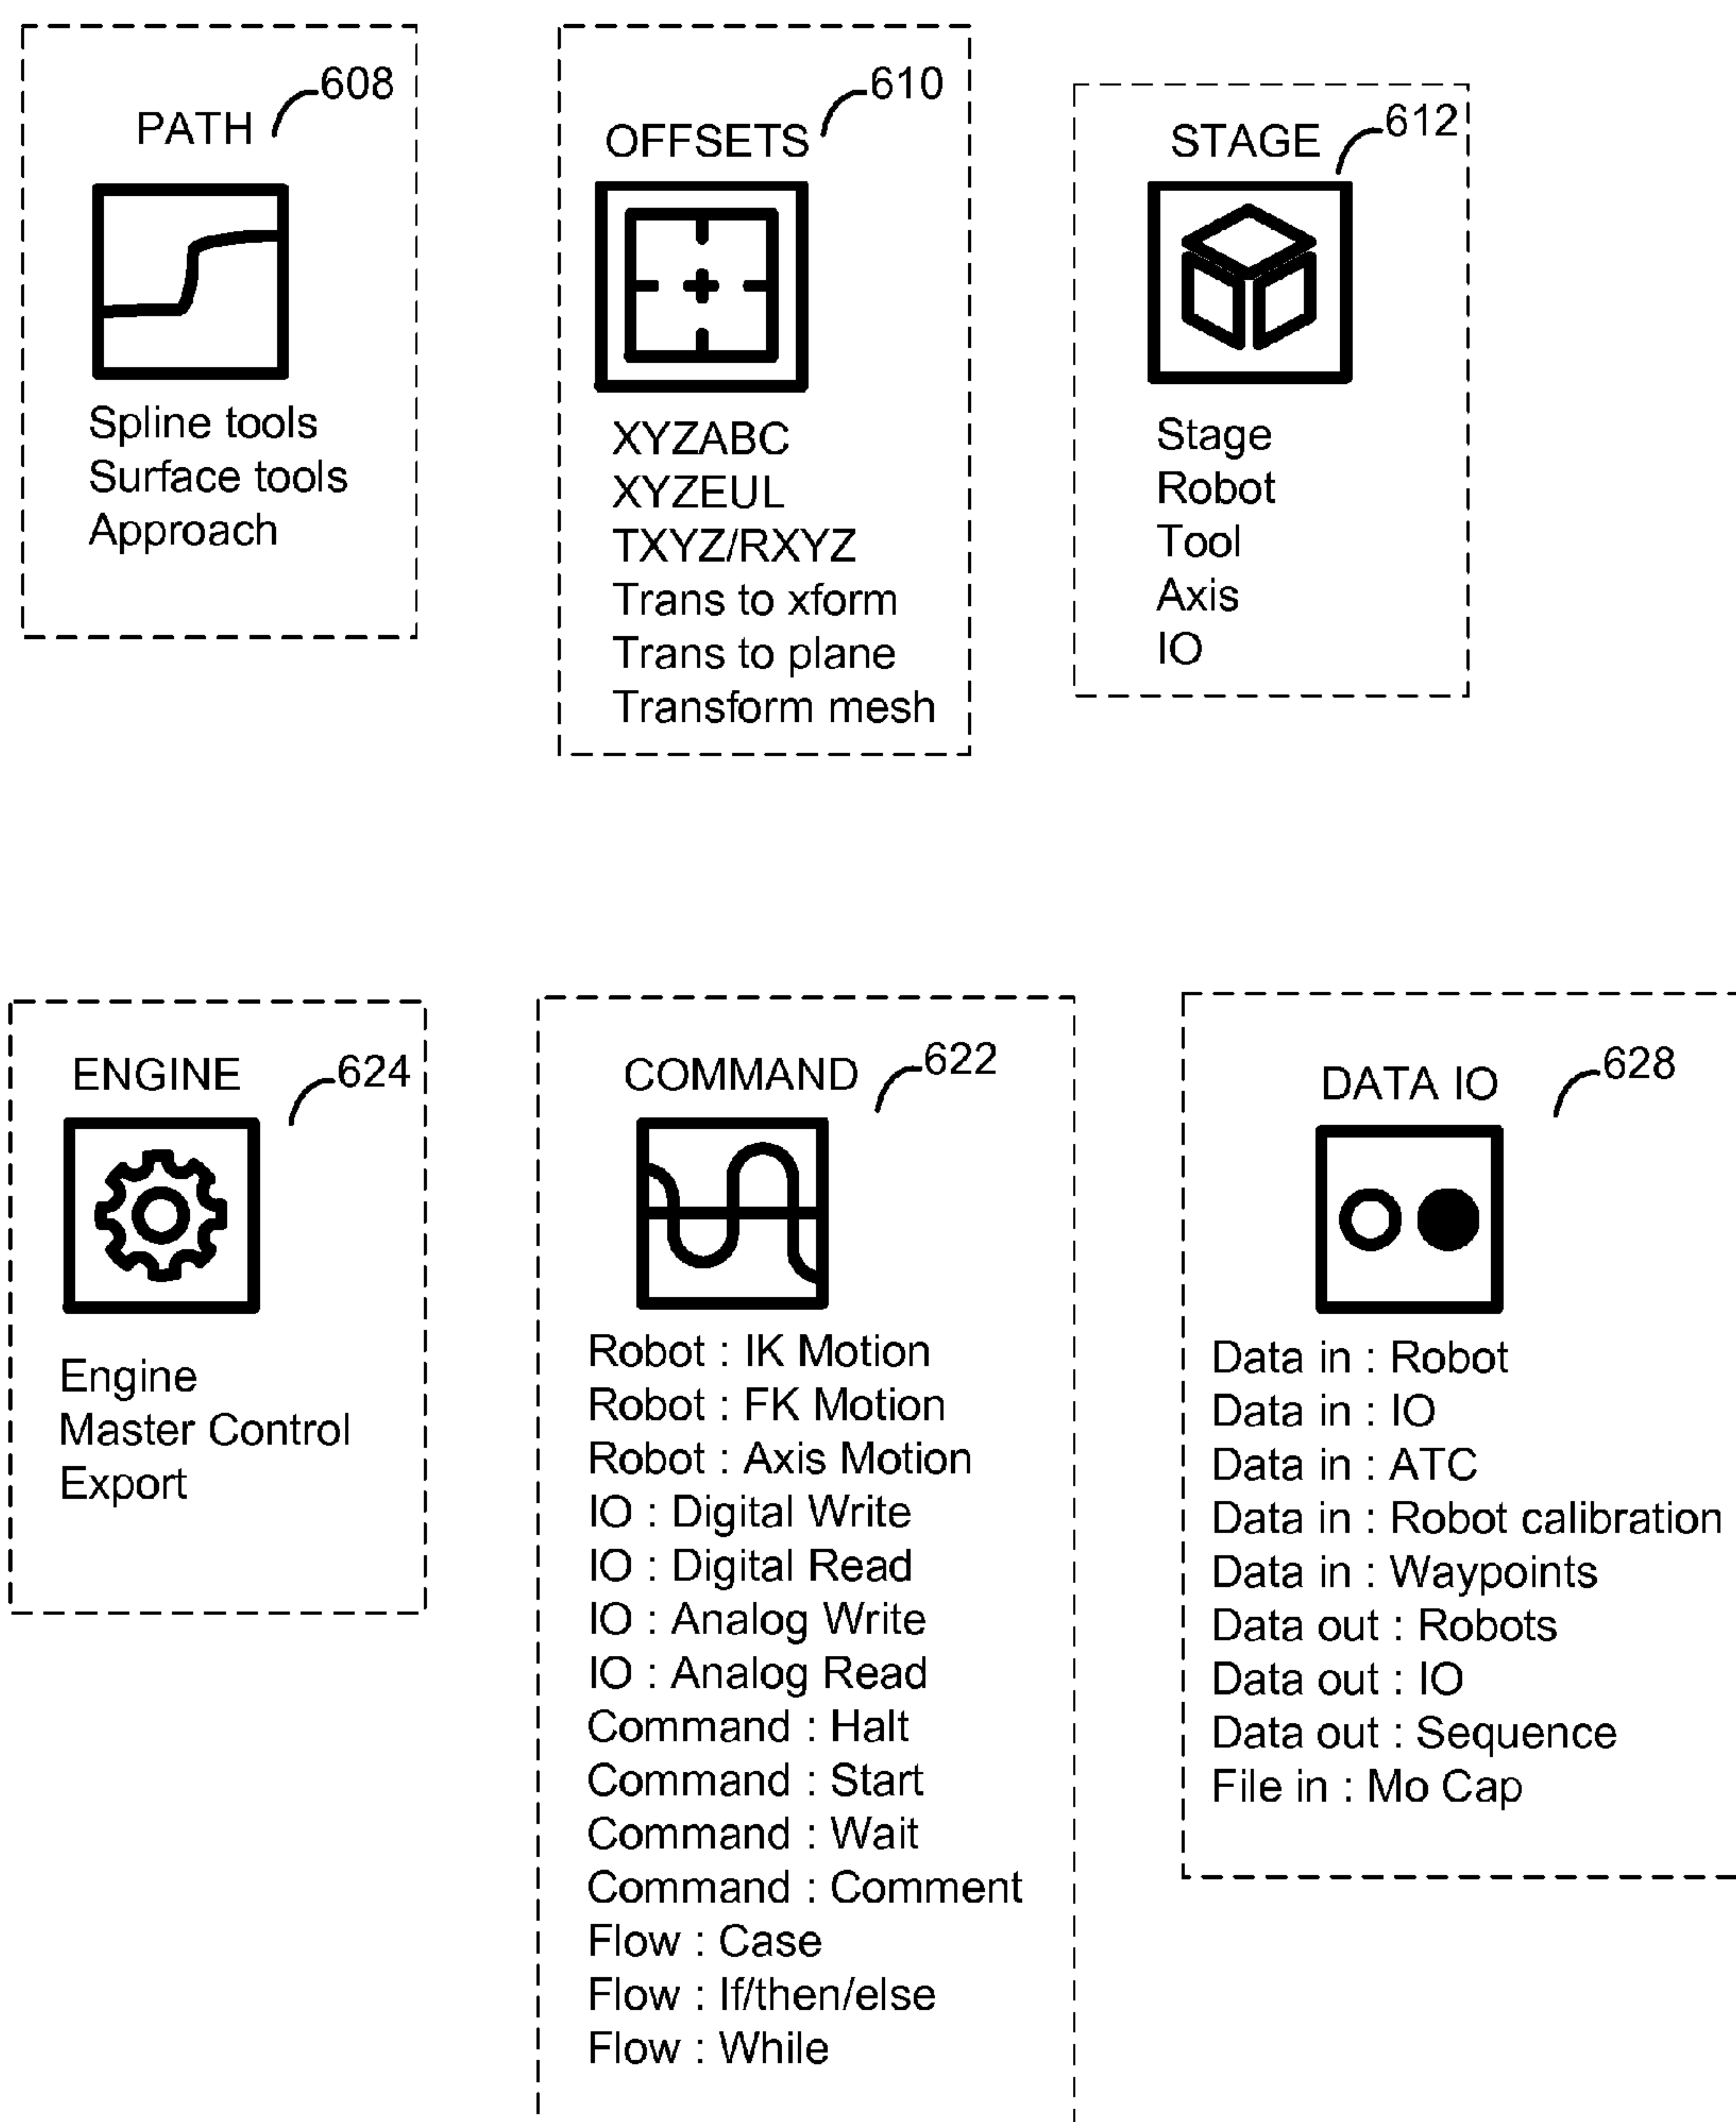 PATH
608
Spline tools
Surface tools
Approach
OFFSETS
610
XYZABC
XYZEUL
TXYZ/RXYZ
Trans to xform
Trans to plane
Transform mesh
STAGE
612
Stage
Robot
Tool
Axis
IO
ENGINE
624
Engine
Master Control
Export
COMMAND
622
Robot : IK Motion
Robot : FK Motion
Robot : Axis Motion
IO : Digital Write
IO : Digital Read
IO : Analog Write
IO : Analog Read
Command : Halt
Command : Start
Command : Wait
Command : Comment
Flow : Case
Flow : If/then/else
Flow : While
DATA IO
628
Data in : Robot
Data in : IO
Data in : ATC
Data in : Robot calibration
Data in : Waypoints
Data out : Robots
Data out : IO
Data out : Sequence
File in : Mo Cap